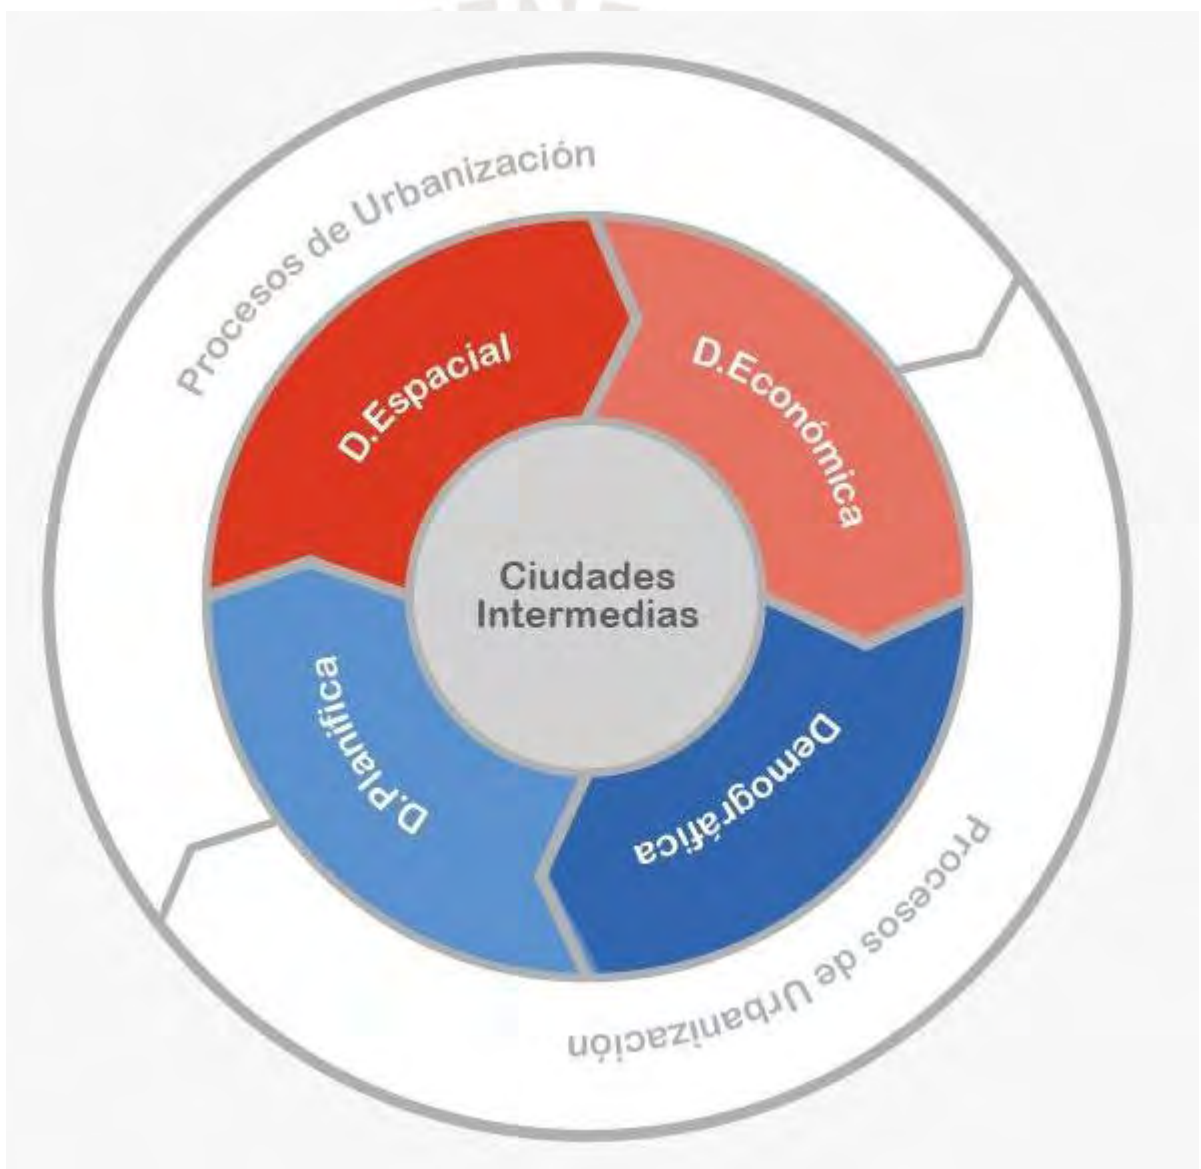 Procesos de Urbanización
D.Espacial
D.Económica
Ciudades
Intermedias
D.Planifica
Demográfica
Procesos de Urbanización